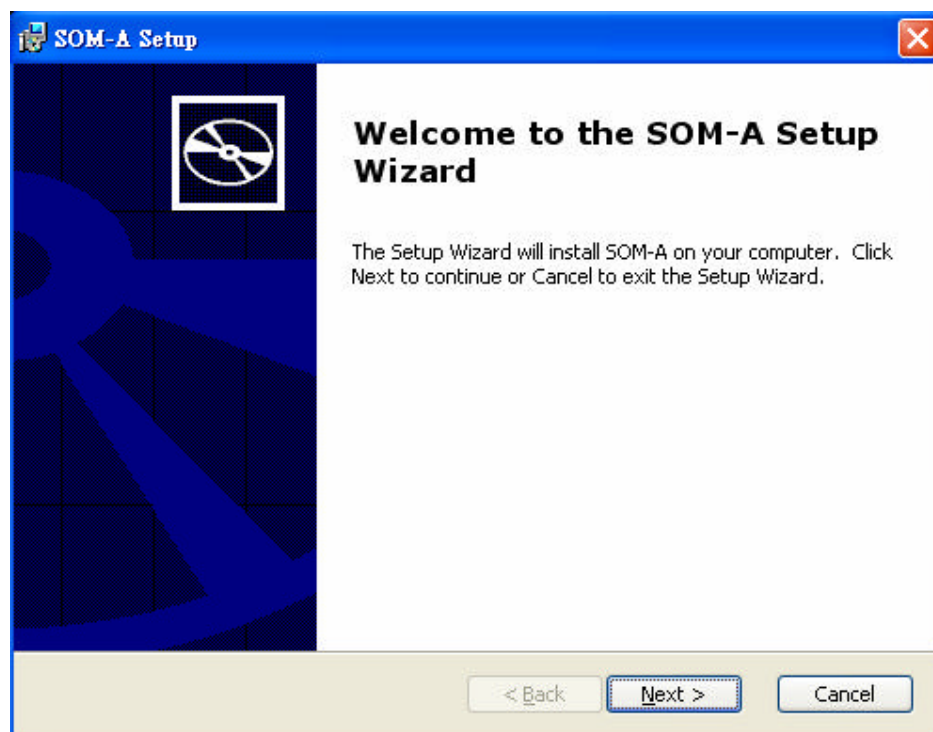 SOM-A Setup
Welcome to the SOM-A Setup
Wizard
The Setup Wizard will install SOM-A on your computer. Click
Next to continue or Cancel to exit the Setup Wizard.
< Back Next > Cancel